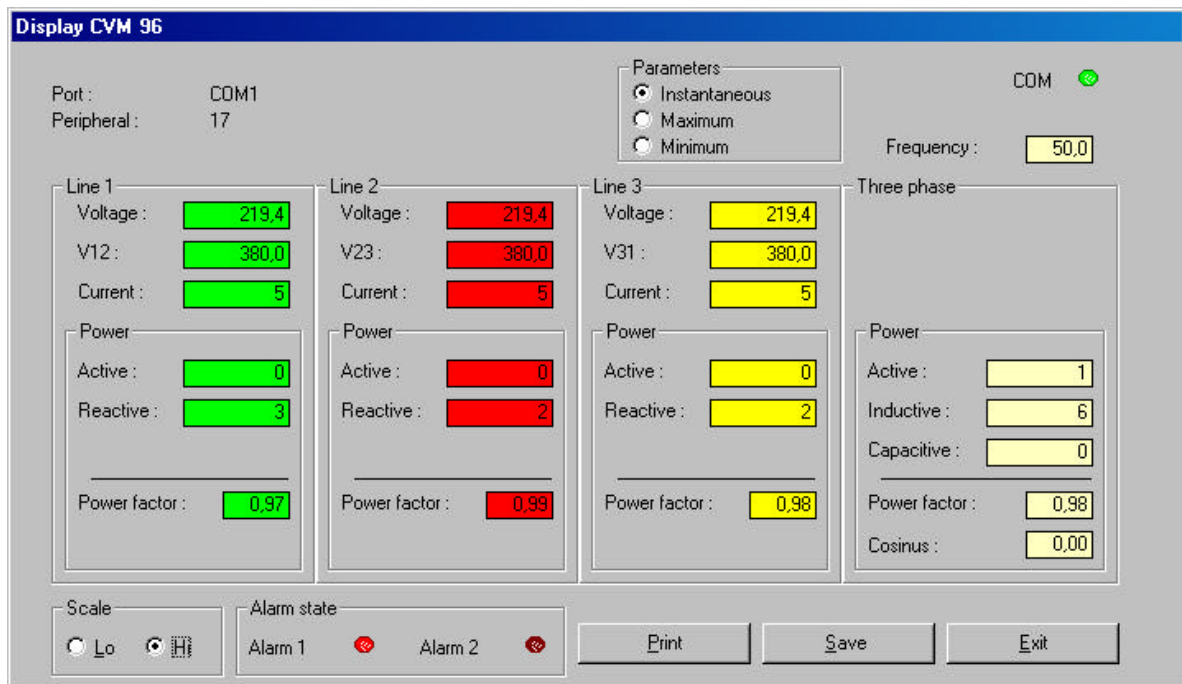 Display CVM 96
Port : COM1
Peripheral : 17
Parameters
Instantaneous
Maximum
Minimum
COM
Frequency : 50,0
Line 1
Voltage : 219,4
V12 : 380,0
Current : 5
Power
Active : 0
Reactive : 3
Power factor : 0,97
Line 2
Voltage : 219,4
V23 : 380,0
Current : 5
Power
Active : 0
Reactive : 2
Power factor : 0,99
Line 3
Voltage : 219,4
V31 : 380,0
Current : 5
Power
Active : 0
Reactive : 2
Power factor : 0,98
Three phase
Power
Active : 1
Inductive : 6
Capacitive : 0
Power factor : 0,98
Cosinus : 0,00
Scale
Lo Hi
Alarm state
Alarm 1 Alarm 2
Print Save Exit